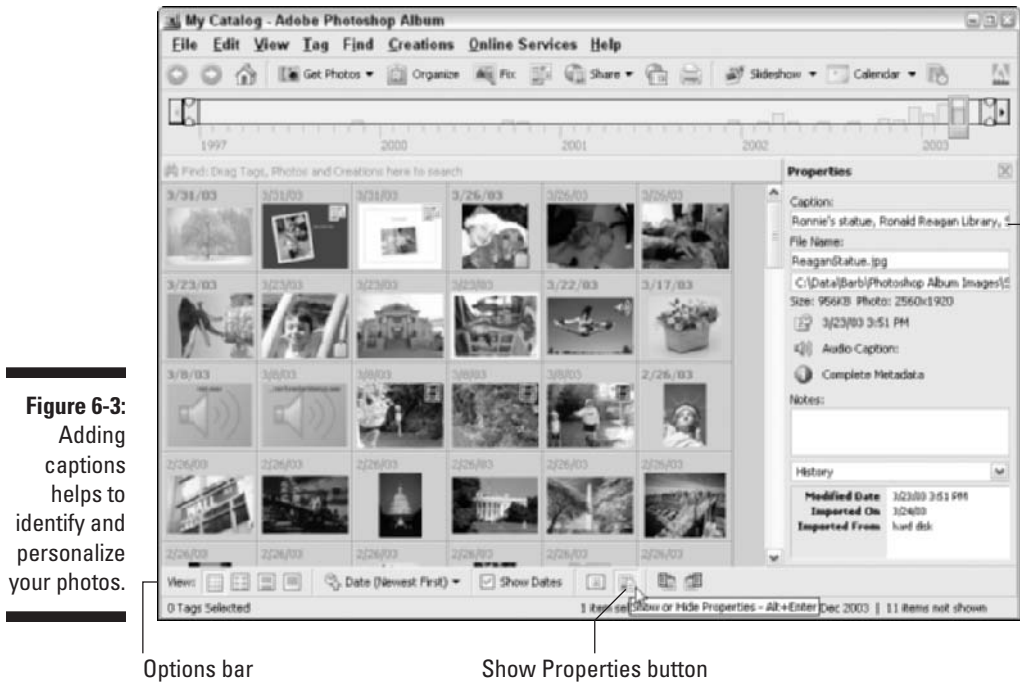 My Catalog - Adobe Photoshop Album
File Edit View Tag Find Creations Online Services Help
Get Photos Organize Fix Share Slideshow Calendar
1997 2000 2001 2002 2003
Find: Drag Tags, Photos and Creations here to search
Properties
3/31/03 3/31/03 3/31/03 3/26/03 3/26/03 3/26/03
Caption:
Ronnie's statue, Ronald Reagan Library, S
File Name:
ReaganStatue.jpg
C:\Data\Barb\Photoshop Album Images\S
3/23/03 3/23/03 3/23/03 3/23/03 3/22/03 3/17/03
Size: 956KB Photo: 2560x1920
3/23/03 3:51 PM
Audio Caption:
Complete Metadata
3/8/03 3/8/03 3/8/03 3/8/03 3/8/03 2/26/03
Notes:
2/26/03 2/26/03 2/26/03 2/26/03 2/26/03 2/26/03
History
Modified Date 3/23/03 3:51 PM
Imported On 3/24/03
Imported From hard disk
2/26/03 2/26/03 2/26/03 2/26/03 2/26/03 2/26/03
View: Date (Newest First) Show Dates
0 Tags Selected
1 item sel Show or Hide Properties - Alt+Enter Dec 2003 | 11 items not shown
Figure 6-3:
Adding
captions
helps to
identify and
personalize
your photos.
Options bar
Show Properties button